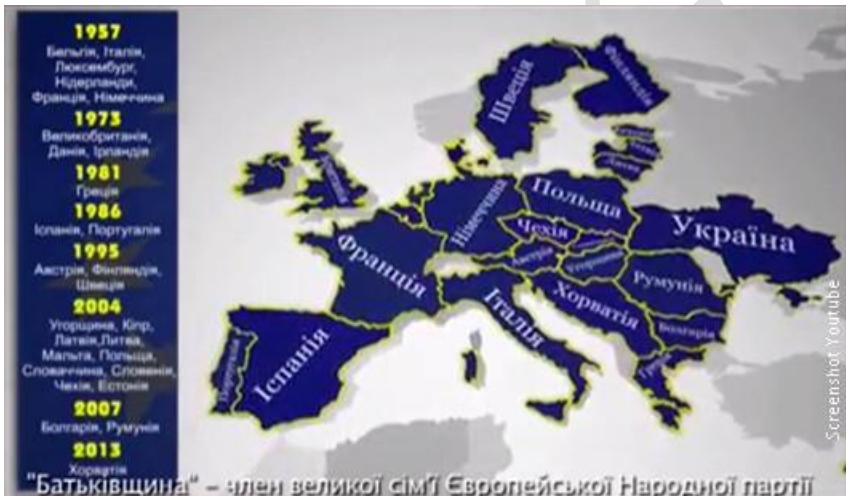 1957
Бельгія, Італія,
Люксембург,
Нідерланди,
Франція, Німеччина
1973
Великобританія,
Данія, Ірландія
1981
Греція
1986
Іспанія, Португалія
1995
Австрія, Фінляндія,
Швеція
2004
Угорщина, Кіпр,
Латвія,Литва,
Мальта, Польща,
Словаччина, Словенія,
Чехія, Естонія
2007
Болгарія, Румунія
2013
Хорватія
Швеція
Фінляндія
Литва
Польща
Німеччина
Чехія
Україна
Франція
Австрія
Угорщина
Румунія
Італія
Хорватія
Болгарія
Іспанія
Португалія
Греція
Screenshot Youtube
"Батьківщина" – член великої сім'ї Європейської Народної партії